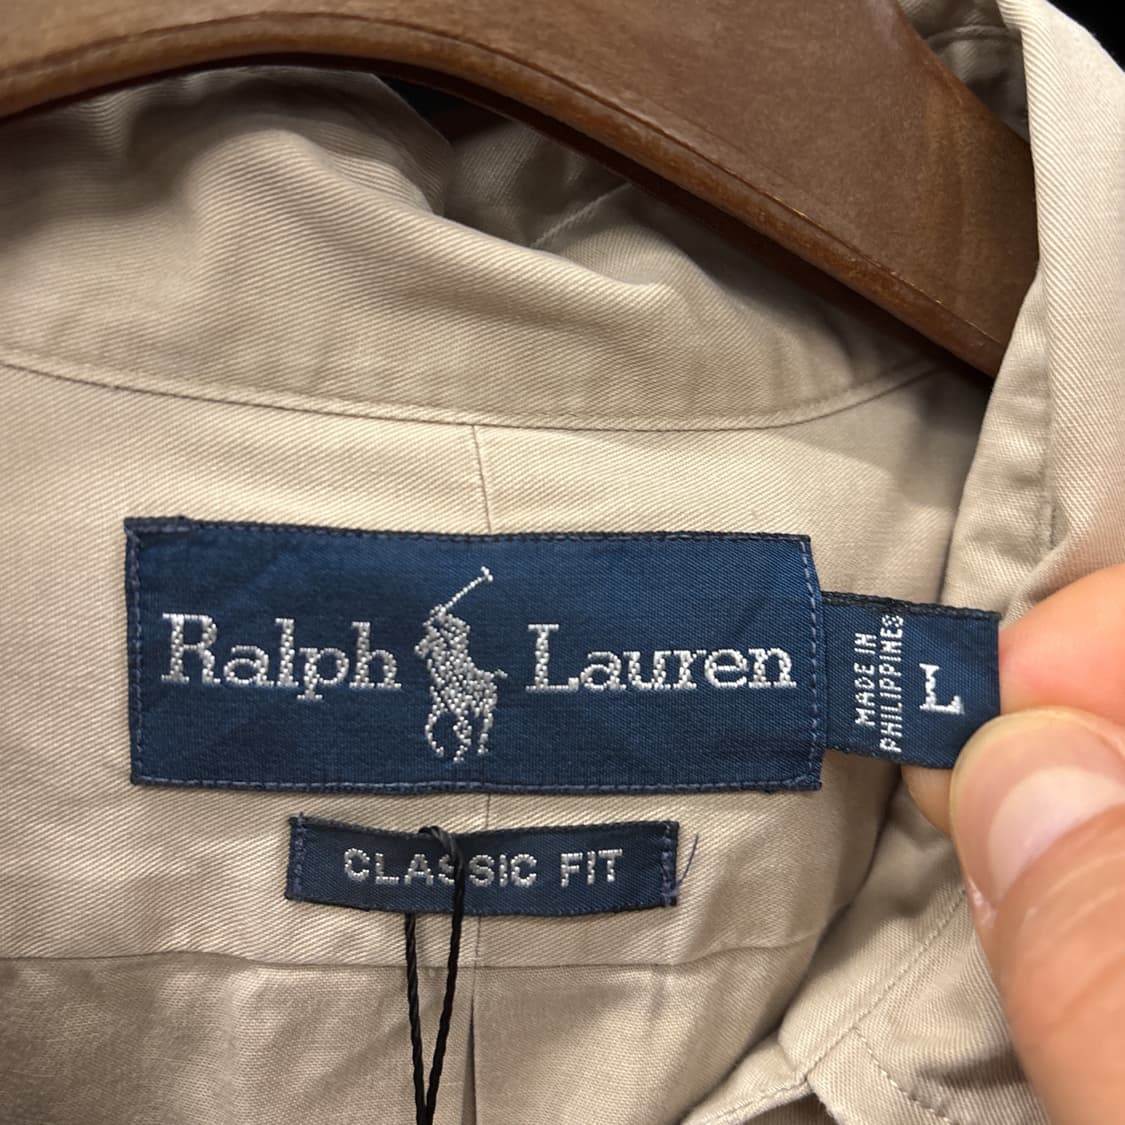 Ralph Lauren
MADE IN
PHILIPPINES
L
CLASSIC FIT